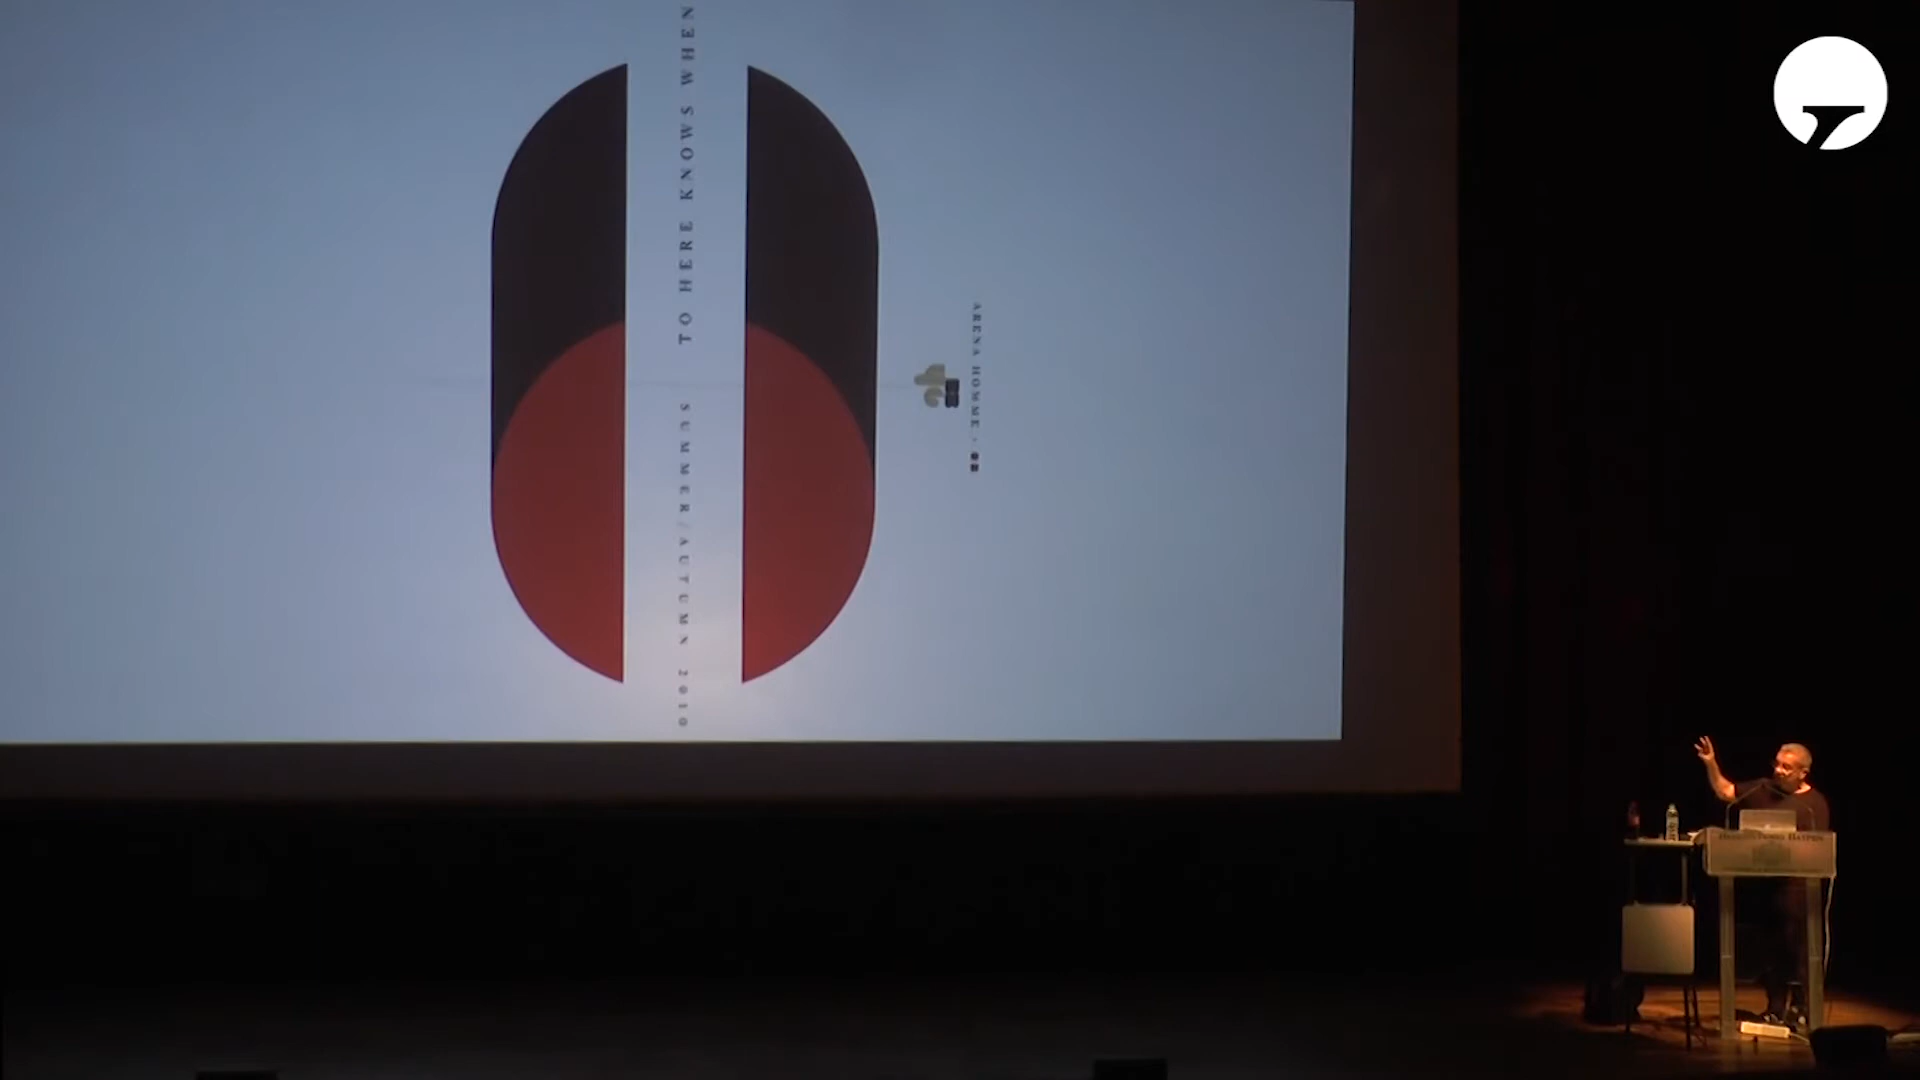 TO HERE KNOWS WHEN
SUMMER/AUTUMN 2010
ARENA HOMME +